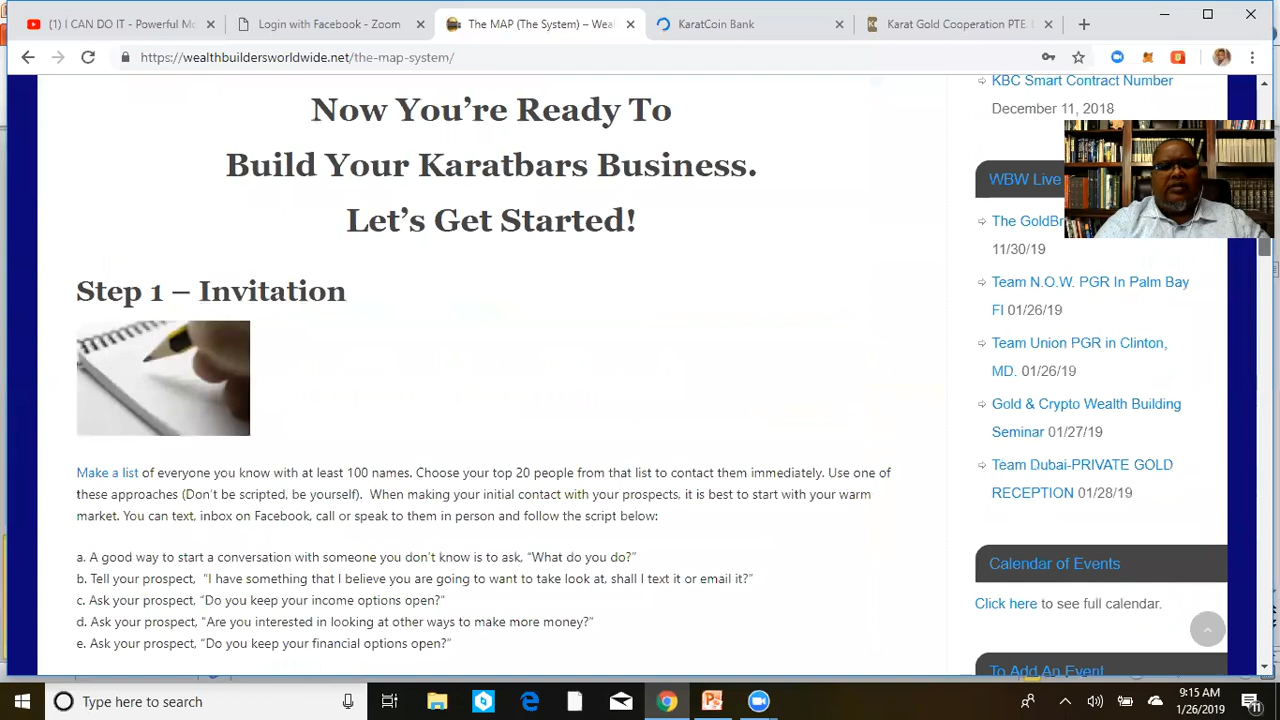 (1) I CAN DO IT - Powerful Mo
Login with Facebook - Zoom
The MAP (The System) – Weal
KaratCoin Bank
Karat Gold Cooperation PTE.
https://wealthbuildersworldwide.net/the-map-system/
Now You're Ready To
Build Your Karatbars Business.
Let's Get Started!
Step 1 – Invitation
Make a list of everyone you know with at least 100 names. Choose your top 20 people from that list to contact them immediately. Use one of
these approaches (Don't be scripted, be yourself). When making your initial contact with your prospects, it is best to start with your warm
market. You can text, inbox on Facebook, call or speak to them in person and follow the script below:
a. A good way to start a conversation with someone you don't know is to ask, “What do you do?”
b. Tell your prospect, “I have something that I believe you are going to want to take look at, shall I text it or email it?”
c. Ask your prospect, “Do you keep your income options open?”
d. Ask your prospect, “Are you interested in looking at other ways to make more money?”
e. Ask your prospect, “Do you keep your financial options open?”
KBC Smart Contract Number
December 11, 2018
WBW Live
The GoldBr
11/30/19
Team N.O.W. PGR In Palm Bay
Fl 01/26/19
Team Union PGR in Clinton,
MD. 01/26/19
Gold & Crypto Wealth Building
Seminar 01/27/19
Team Dubai-PRIVATE GOLD
RECEPTION 01/28/19
Calendar of Events
Click here to see full calendar.
To Add An Event
Type here to search
9:15 AM
1/26/2019
11